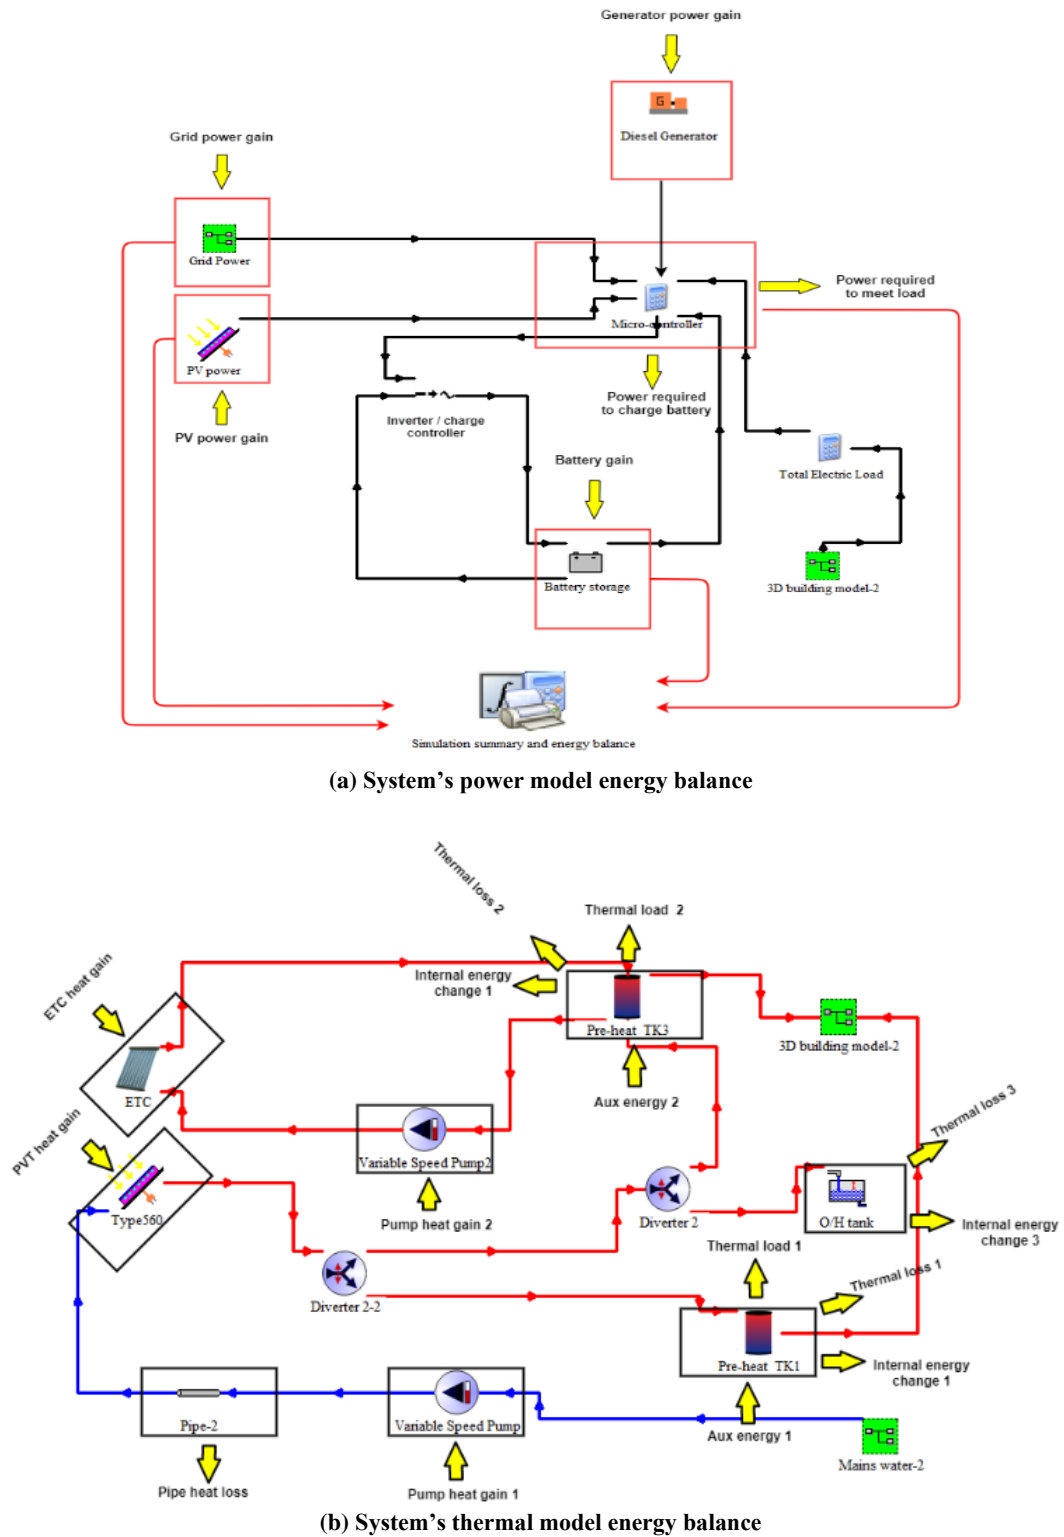 Generator power gain
G
Diesel Generator
Grid power gain
Grid Power
Power required
to meet load
Micro-controller
PV power
Power required
to charge battery
Inverter / charge
controller
PV power gain
Battery gain
Total Electric Load
Battery storage
3D building model-2
Simulation summary and energy balance
(a) System's power model energy balance
Thermal loss 2
Thermal load 2
ETC heat gain
Internal energy
change 1
Pre-heat TK3
3D building model-2
ETC
Aux energy 2
Thermal loss 3
PVT heat gain
Variable Speed Pump2
Type560
Pump heat gain 2
Diverter 2
O/H tank
Internal energy
change 3
Thermal load 1
Thermal loss 1
Diverter 2-2
Pre-heat TK1
Internal energy
change 1
Pipe-2
Variable Speed Pump
Aux energy 1
Mains water-2
Pipe heat loss
Pump heat gain 1
(b) System's thermal model energy balance